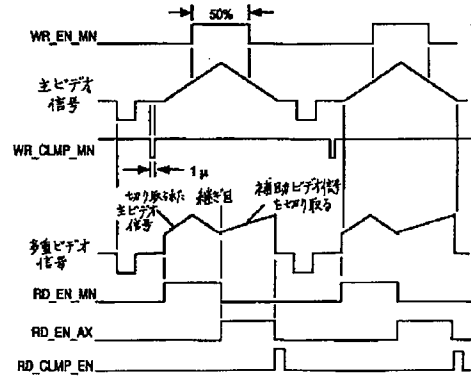 50%
WR_EN_MN
主ビデオ
信号
WR_CLMP_MN
1μ
切り取られた
主ビデオ
信号
継ぎ目
補助ビデオ信号
を切り取る
多重ビデオ
信号
RD_EN_MN
RD_EN_AX
RD_CLMP_EN